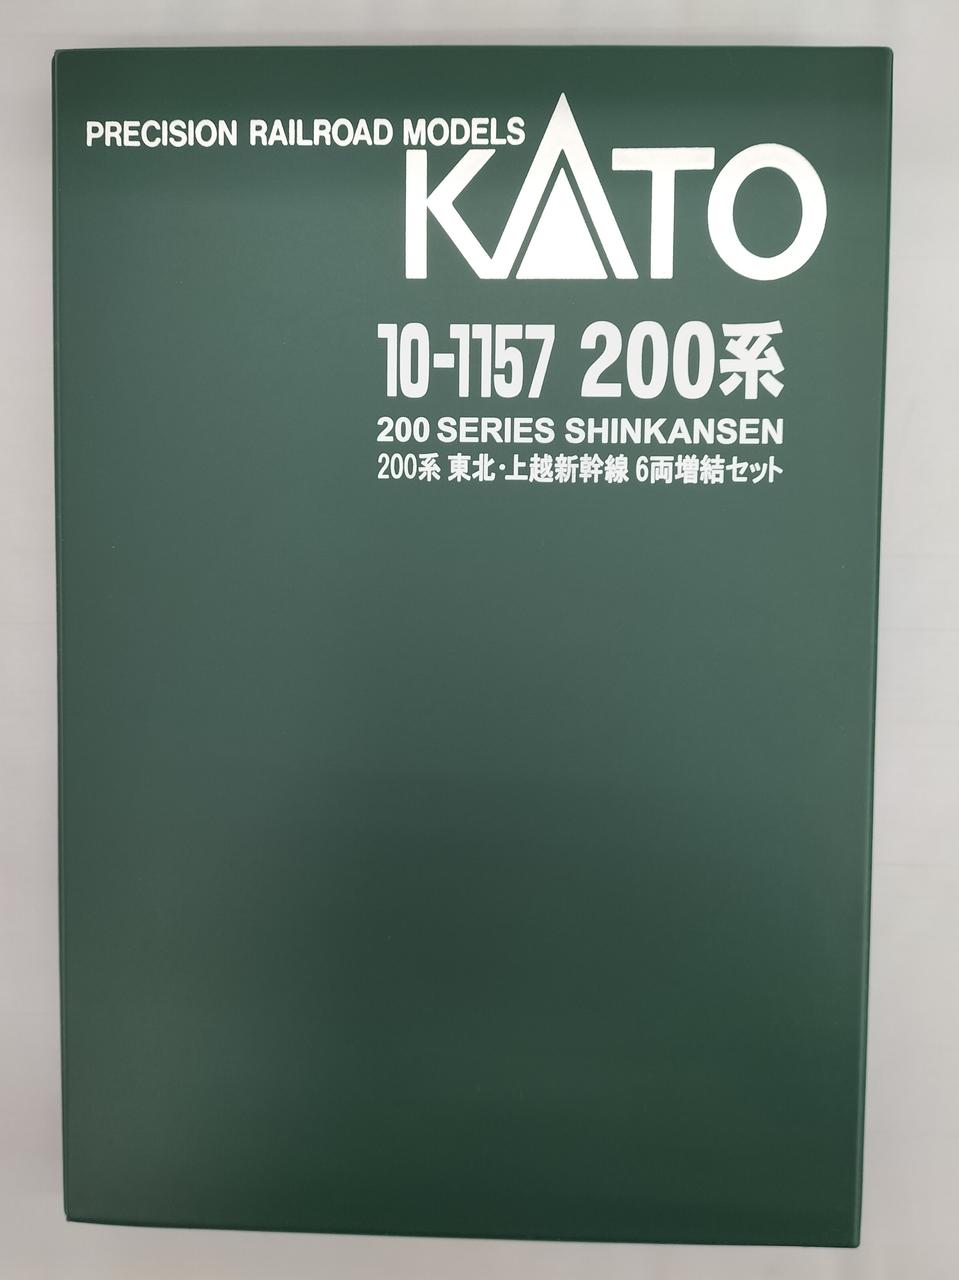 PRECISION RAILROAD MODELS
KATO
10-1157 200系
200 SERIES SHINKANSEN
200系 東北・上越新幹線 6両増結セット